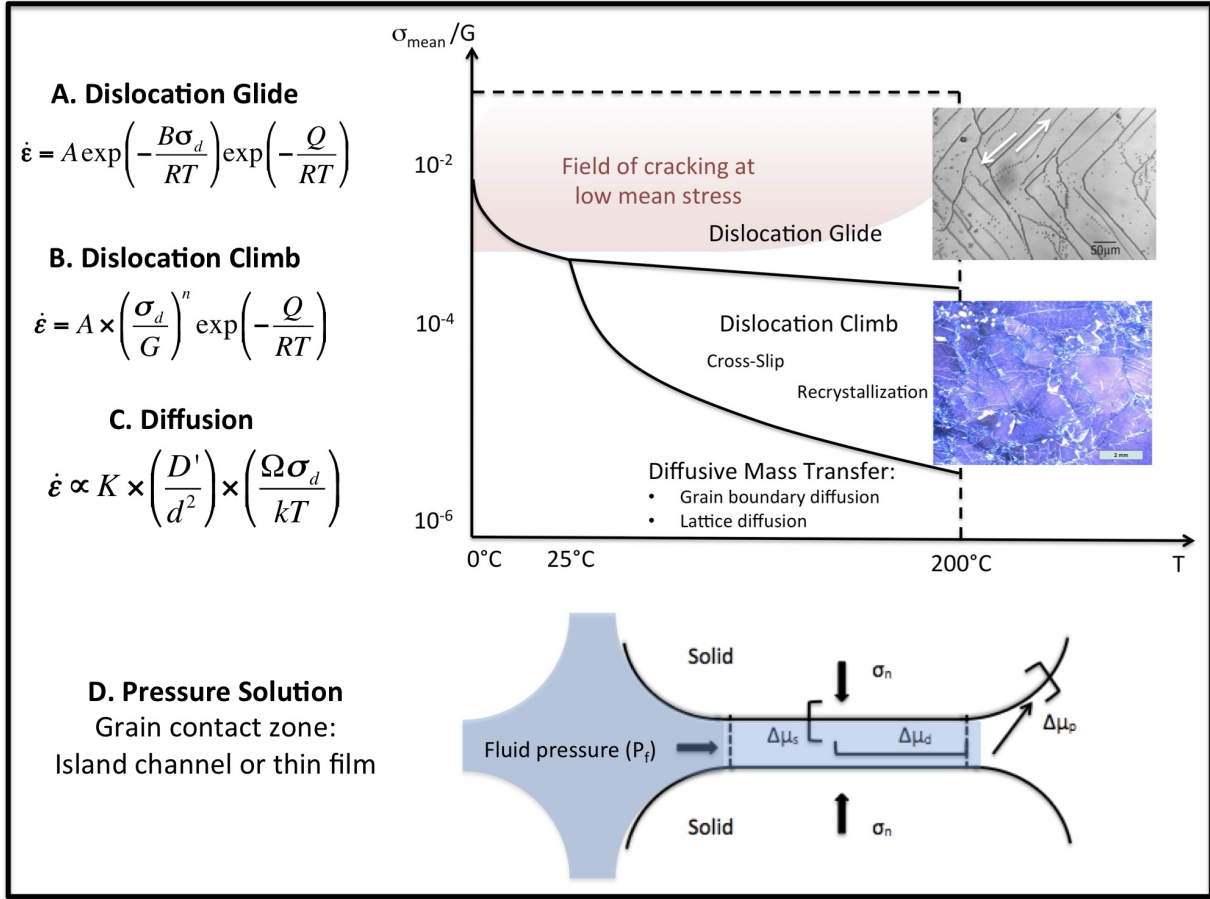 A. Dislocation Glide
ε̇ = A exp(−Bσ_d/RT) exp(−Q/RT)
B. Dislocation Climb
ε̇ = A × (σ_d/G)^n exp(−Q/RT)
C. Diffusion
ε̇ ∝ K × (D'/d²) × (Ωσ_d/kT)
σ_mean/G
10⁻²
10⁻⁴
10⁻⁶
Field of cracking at
low mean stress
Dislocation Glide
50µm
Dislocation Climb
Cross-Slip
Recrystallization
2 mm
Diffusive Mass Transfer:
• Grain boundary diffusion
• Lattice diffusion
0°C 25°C 200°C T
D. Pressure Solution
Grain contact zone:
Island channel or thin film
Solid
σ_n
Fluid pressure (P_f)
Δμ_s
Δμ_d
Δμ_p
Solid
σ_n